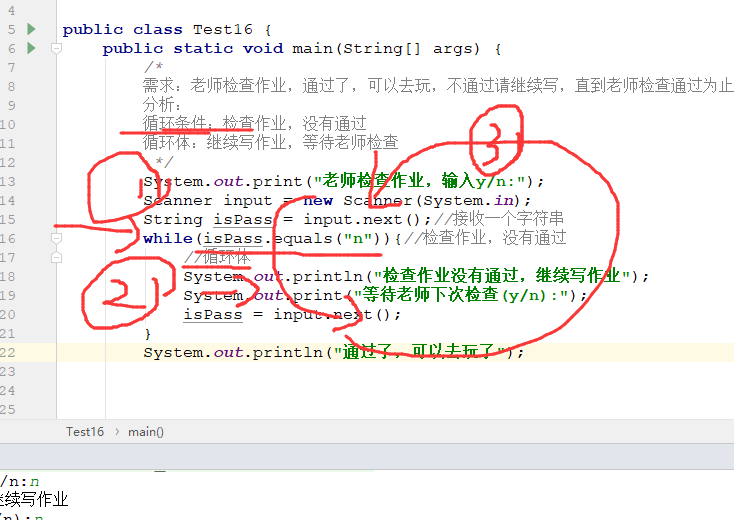 4
5 public class Test16 {
6 public static void main(String[] args) {
7 /*
8 需求：老师检查作业，通过了，可以去玩，不通过请继续写，直到老师检查通过为止
9 分析：
10 循环条件：检查作业，没有通过
11 循环体：继续写作业，等待老师检查
12 */
13 System.out.print("老师检查作业，输入y/n:");
14 Scanner input = new Scanner(System.in);
15 String isPass = input.next();//接收一个字符串
16 while(isPass.equals("n")){//检查作业，没有通过
17 //循环体
18 System.out.println("检查作业没有通过，继续写作业");
19 System.out.print("等待老师下次检查(y/n):");
20 isPass = input.next();
21 }
22 System.out.println("通过了，可以去玩了");
23
24
25
1
2
3
Test16 › main()
/n:n
继续写作业